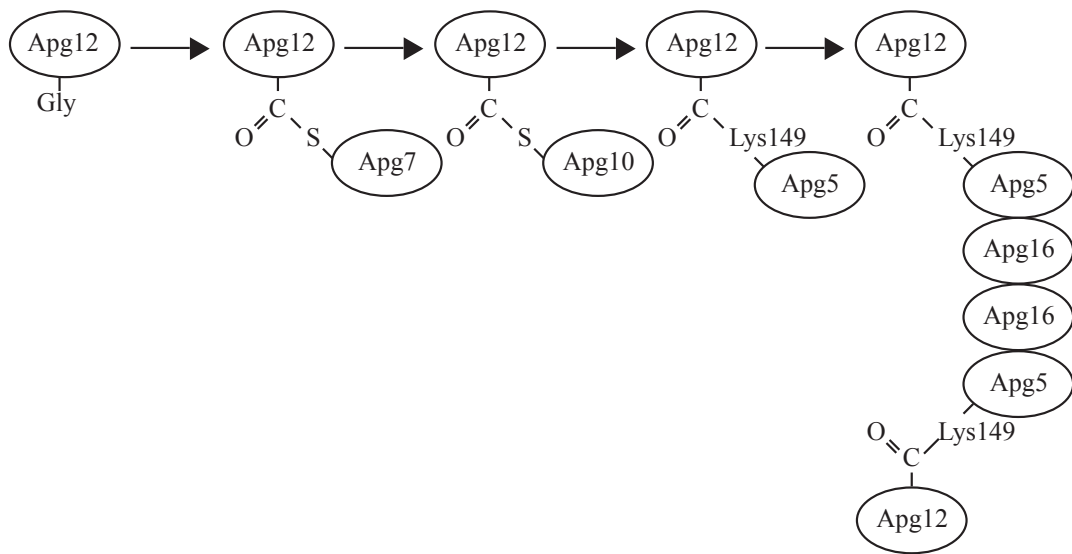 Apg12 Apg12 Apg12 Apg12 Apg12
Gly C C C C
O S O S O Lys149 O Lys149
Apg7 Apg10 Apg5 Apg5
Apg16
Apg16
Apg5
O Lys149
C
Apg12